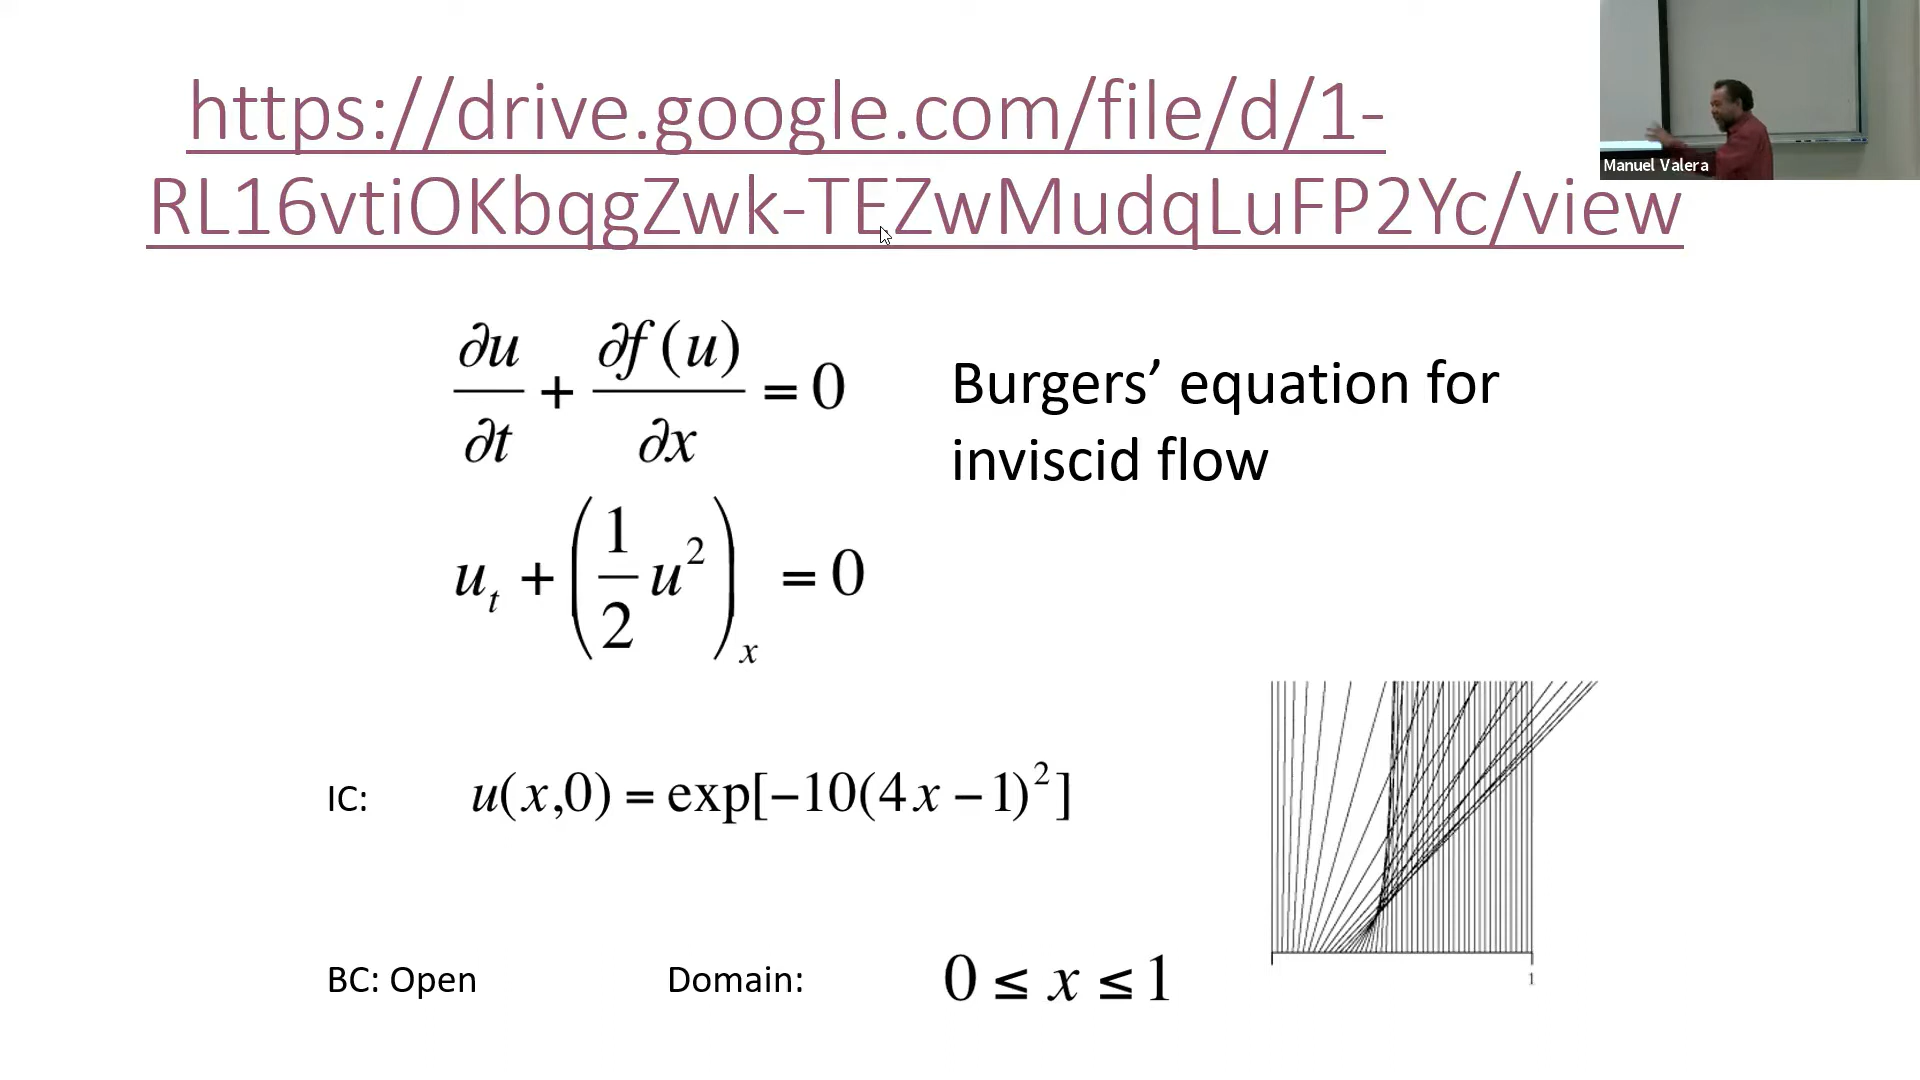 https://drive.google.com/file/d/1-
RL16vtiOKbqgZwk-TEZwMudqLuFP2Yc/view
Manuel Valera
∂u/∂t + ∂f(u)/∂x = 0
Burgers’ equation for
inviscid flow
u_t + (1/2 u^2)_x = 0
IC: u(x,0) = exp[−10(4x − 1)^2]
BC: Open Domain: 0 ≤ x ≤ 1
1